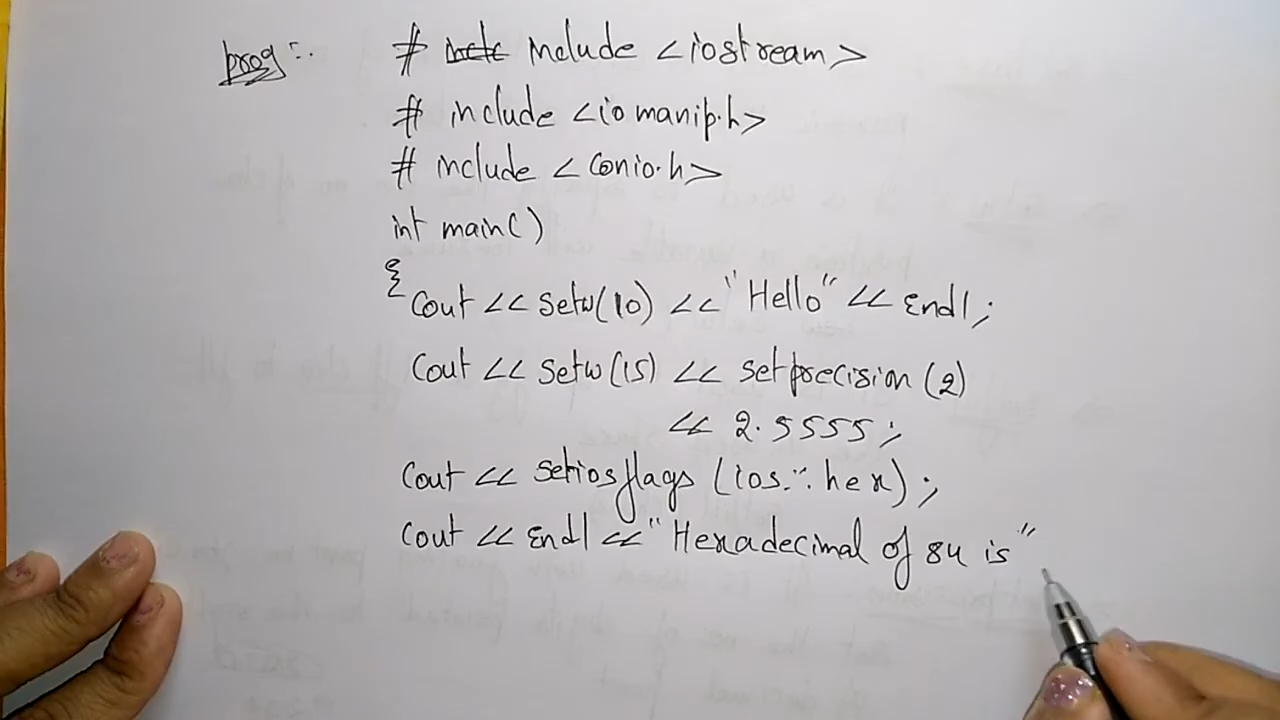 prog:-. # include <iostream>
# include <iomanip.h>
# include <conio.h>
int main()
{ Cout << Setw(10) << "Hello" << Endl;
Cout << Setw(15) << setprecision (2)
<< 2.5555;
Cout << Setiosflags (ios::hex);
Cout << Endl << "Hexadecimal of 84 is"